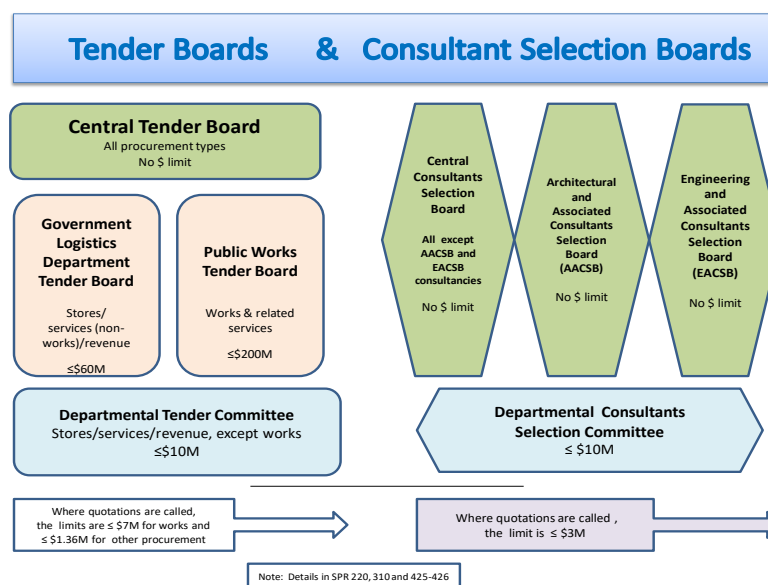 Tender Boards & Consultant Selection Boards
Central Tender Board
All procurement types
No $ limit
Government
Logistics
Department
Tender Board
Stores/
services (non-
works)/revenue
≤$60M
Public Works
Tender Board
Works & related
services
≤$200M
Central
Consultants
Selection
Board
All except
AACSB and
EACSB
consultancies
No $ limit
Architectural
and
Associated
Consultants
Selection
Board
(AACSB)
No $ limit
Engineering
and
Associated
Consultants
Selection
Board
(EACSB)
No $ limit
Departmental Tender Committee
Stores/services/revenue, except works
≤$10M
Departmental Consultants
Selection Committee
≤ $10M
Where quotations are called,
the limits are ≤ $7M for works and
≤ $1.36M for other procurement
Where quotations are called ,
the limit is ≤ $3M
Note: Details in SPR 220, 310 and 425-426